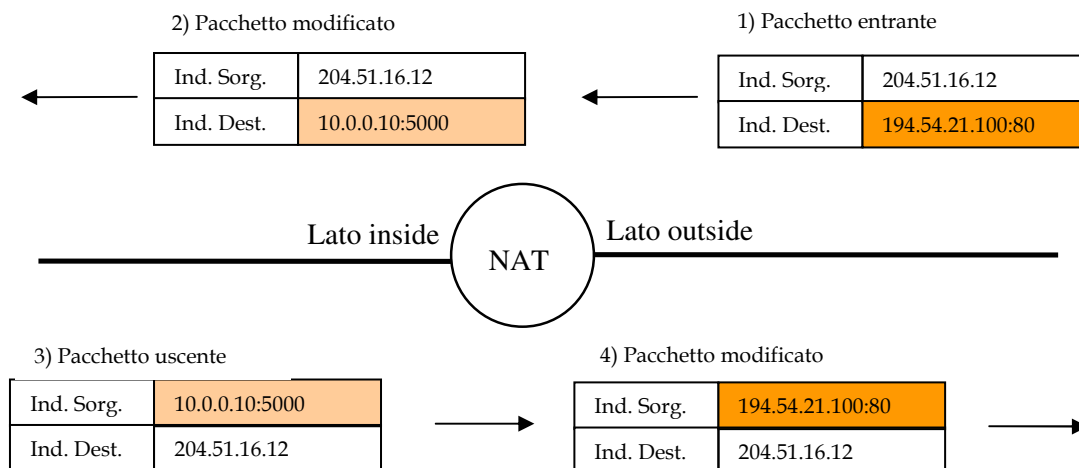 2) Pacchetto modificato
1) Pacchetto entrante
Ind. Sorg. 204.51.16.12
Ind. Dest. 10.0.0.10:5000
Ind. Sorg. 204.51.16.12
Ind. Dest. 194.54.21.100:80
Lato inside
NAT
Lato outside
3) Pacchetto uscente
4) Pacchetto modificato
Ind. Sorg. 10.0.0.10:5000
Ind. Dest. 204.51.16.12
Ind. Sorg. 194.54.21.100:80
Ind. Dest. 204.51.16.12